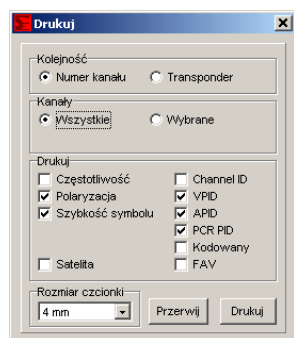 Drukuj
Kolejność
Numer kanału Transponder
Kanały
Wszystkie Wybrane
Drukuj
Częstotliwość Channel ID
Polaryzacja VPID
Szybkość symbolu APID
PCR PID
Kodowany
Satelita FAV
Rozmiar czcionki
4 mm Przerwij Drukuj